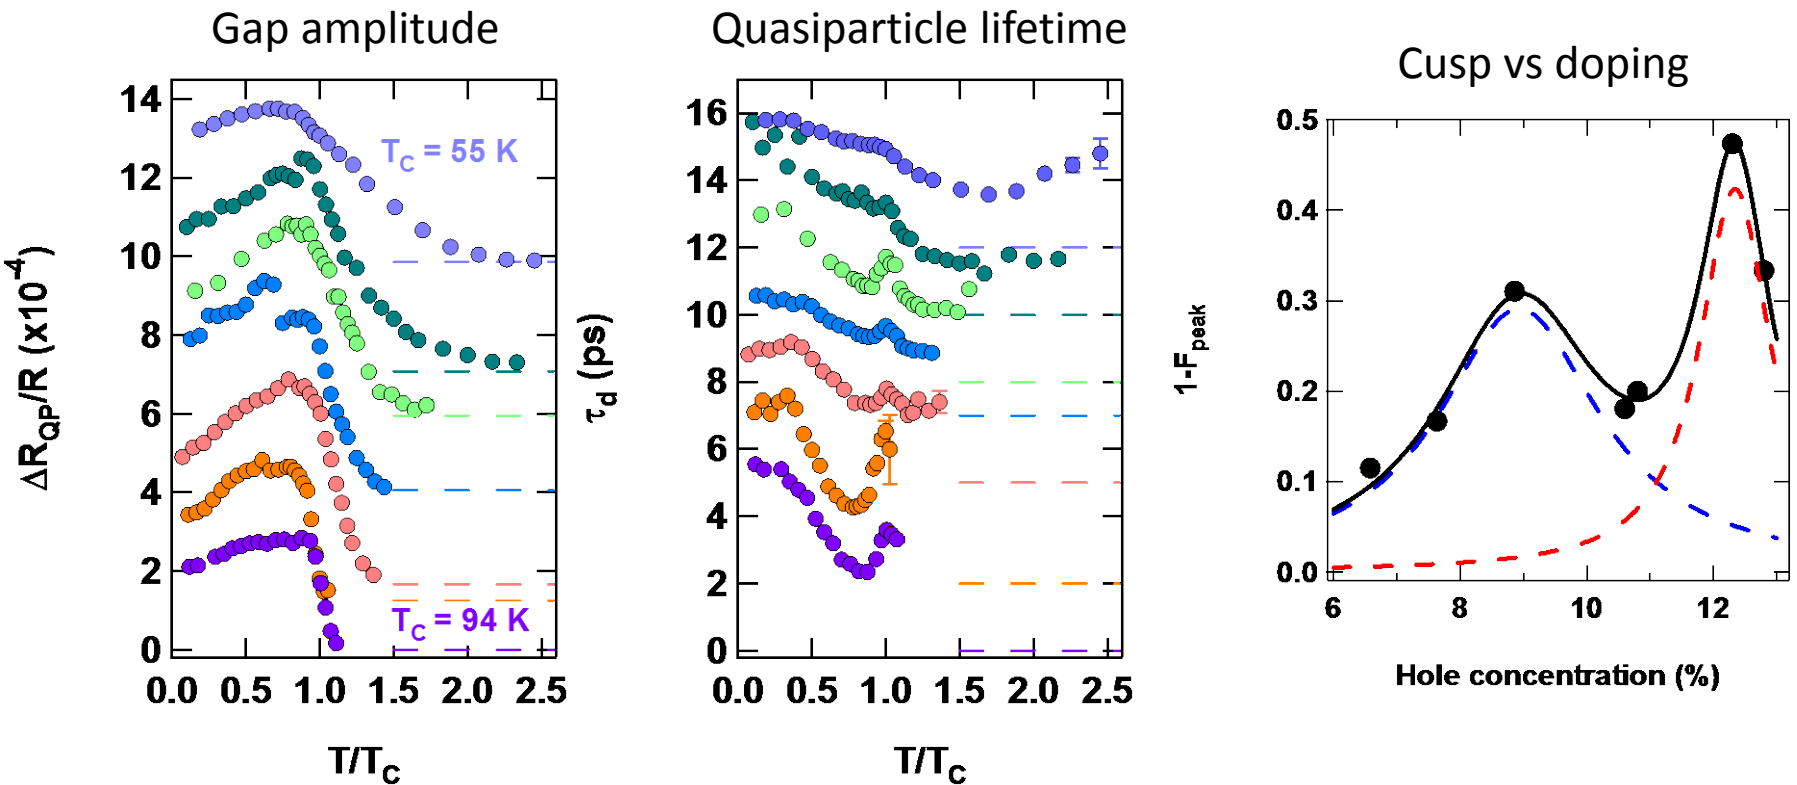 Gap amplitude
14
12
10
8
6
4
2
0
0.0 0.5 1.0 1.5 2.0 2.5
ΔR_QP/R (x10^-4)
T/T_C
T_C = 55 K
T_C = 94 K
Quasiparticle lifetime
16
14
12
10
8
6
4
2
0
0.0 0.5 1.0 1.5 2.0 2.5
τ_d (ps)
T/T_C
Cusp vs doping
0.5
0.4
0.3
0.2
0.1
0.0
6 8 10 12
1-F_peak
Hole concentration (%)